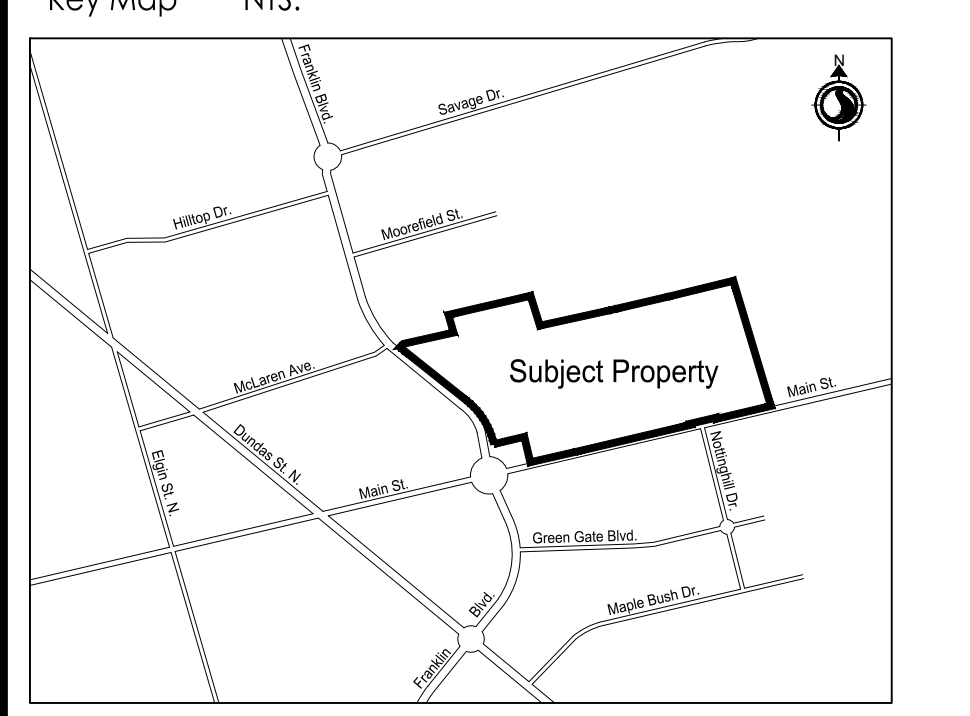 Key Map NTS.
N
Franklin Blvd.
Savage Dr.
Hilltop Dr.
Moorefield St.
Subject Property
McLaren Ave.
Main St.
Dundas St. N.
Elgin St. N.
Nottinghill Dr.
Main St.
Green Gate Blvd.
Maple Bush Dr.
Franklin Blvd.